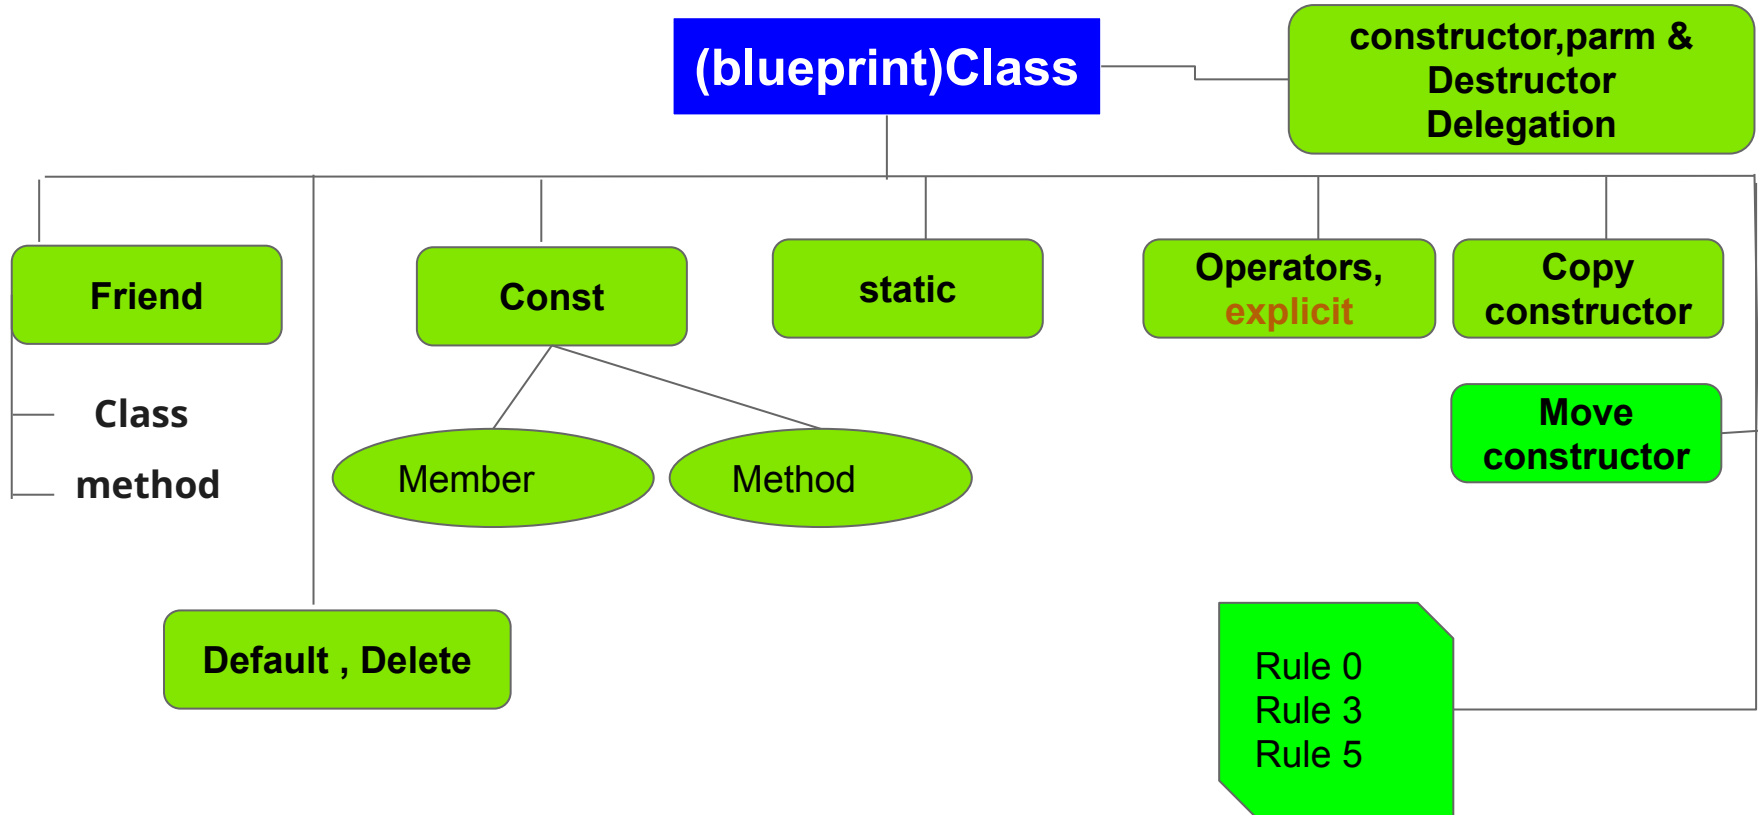 (blueprint)Class
constructor,parm &
Destructor
Delegation
Friend
Const
static
Operators,
explicit
Copy
constructor
Class
method
Member
Method
Move
constructor
Default , Delete
Rule 0
Rule 3
Rule 5